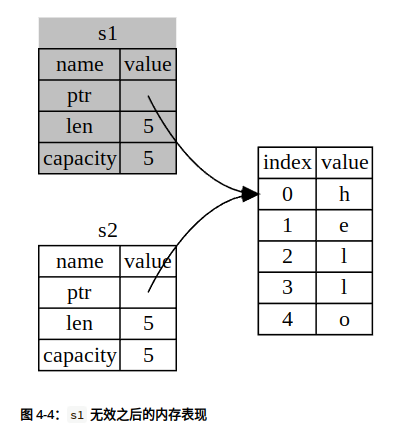 s1
name value
ptr
len 5
capacity 5
s2
name value
ptr
len 5
capacity 5
index value
0 h
1 e
2 l
3 l
4 o
图 4-4： s1 无效之后的内存表现